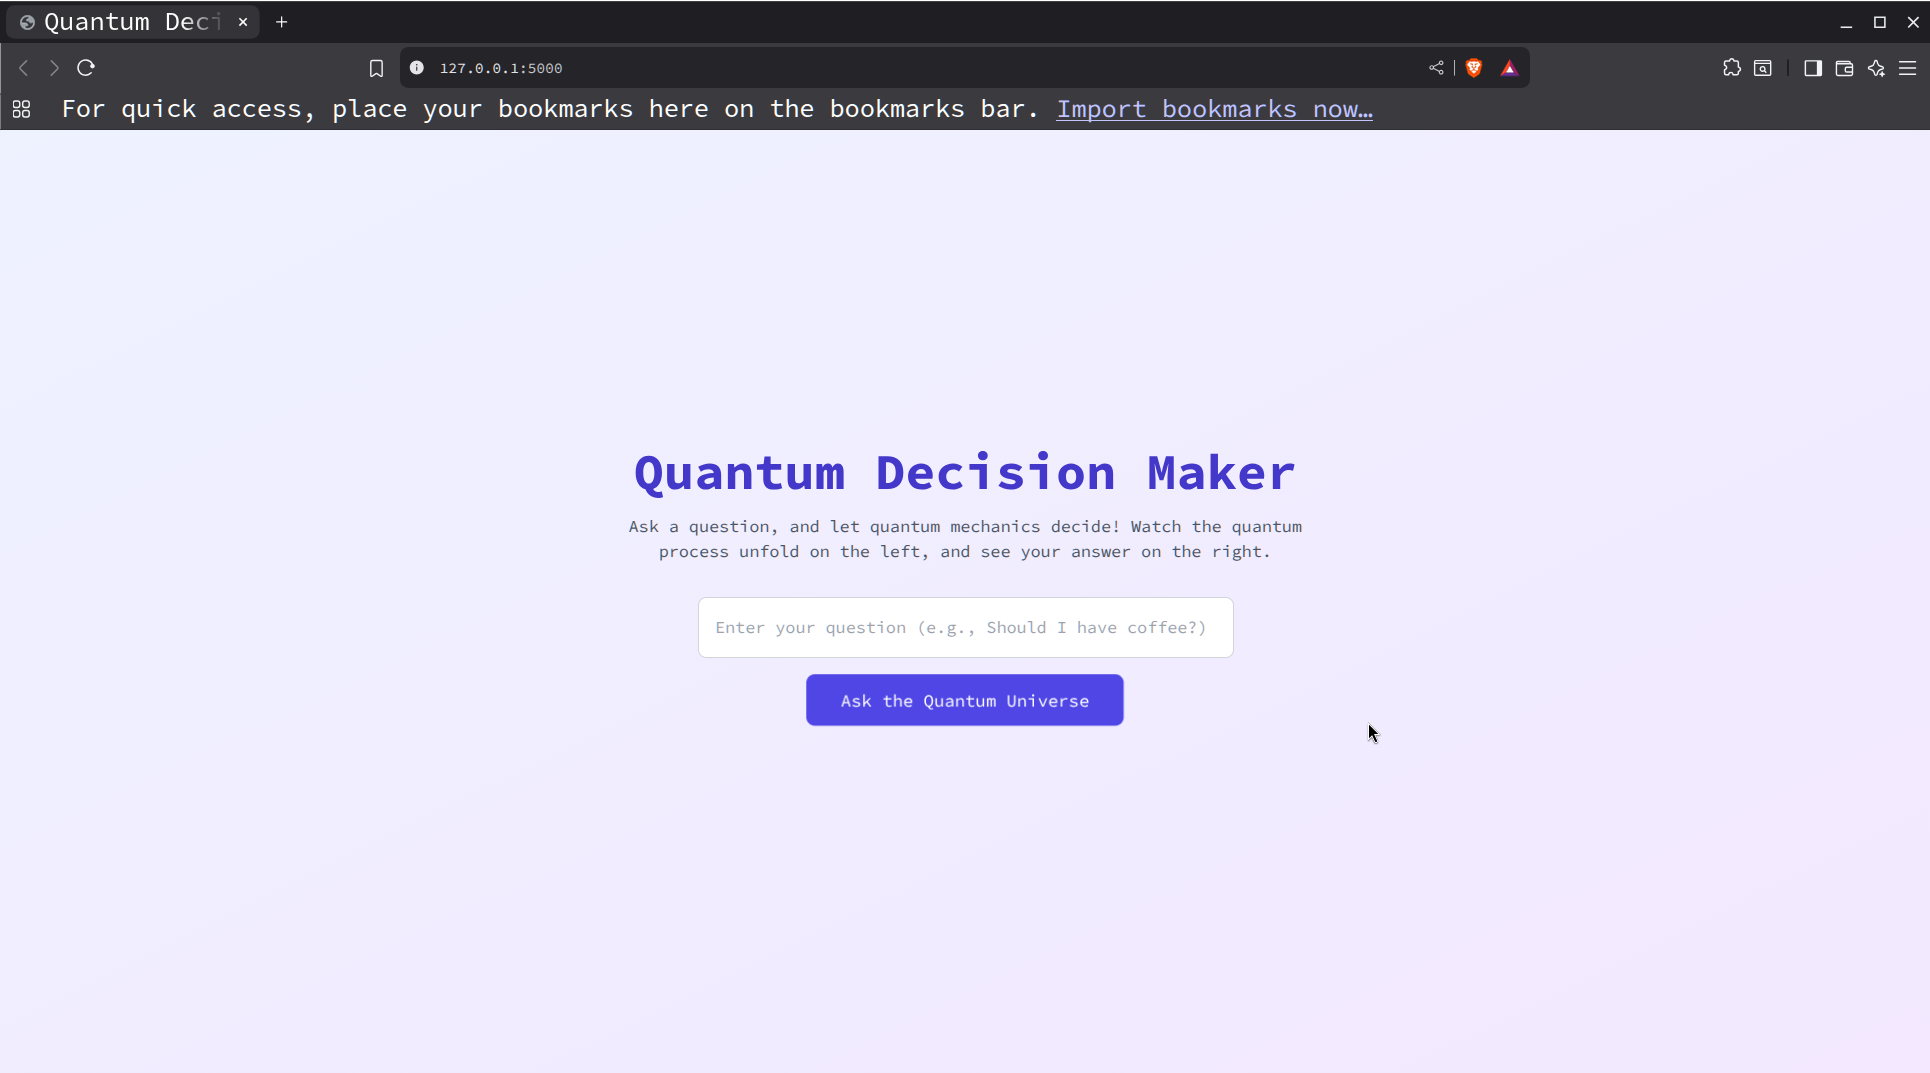 Quantum Deci
127.0.0.1:5000
For quick access, place your bookmarks here on the bookmarks bar. Import bookmarks now…
Quantum Decision Maker
Ask a question, and let quantum mechanics decide! Watch the quantum
process unfold on the left, and see your answer on the right.
Enter your question (e.g., Should I have coffee?)
Ask the Quantum Universe